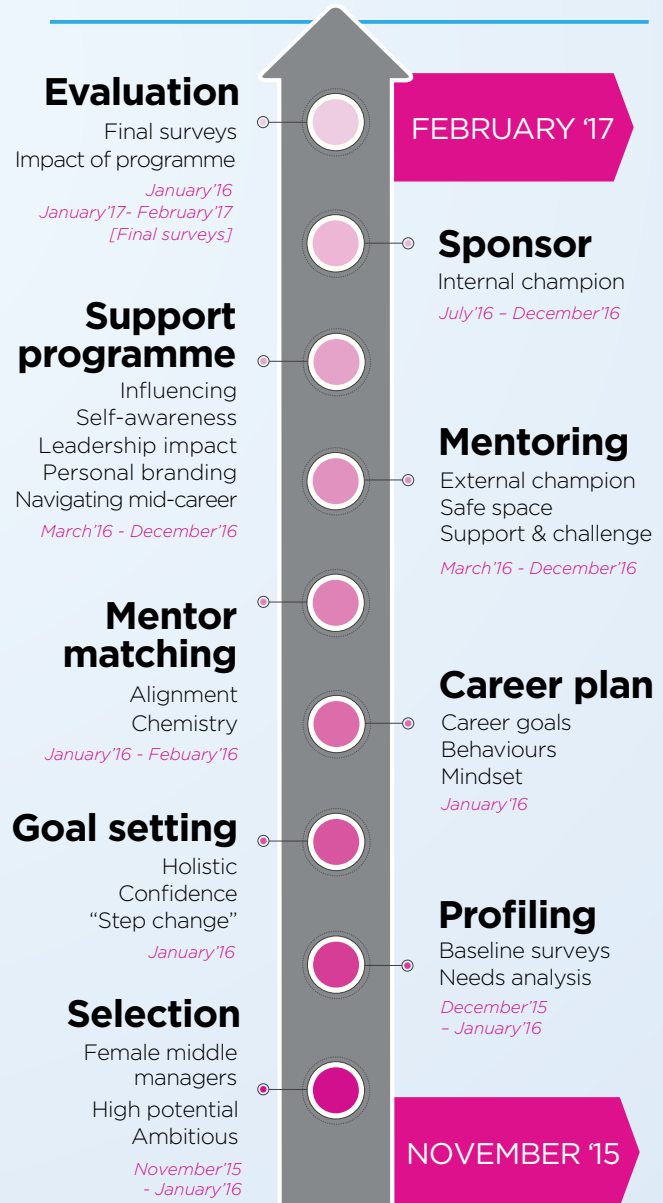 Evaluation
Final surveys
Impact of programme
January’16
January’17- February’17
[Final surveys]
FEBRUARY ‘17
Sponsor
Internal champion
July’16 – December’16
Support
programme
Influencing
Self-awareness
Leadership impact
Personal branding
Navigating mid-career
March’16 - December’16
Mentoring
External champion
Safe space
Support & challenge
March’16 - December’16
Mentor
matching
Alignment
Chemistry
January’16 - Febuary’16
Career plan
Career goals
Behaviours
Mindset
January’16
Goal setting
Holistic
Confidence
“Step change”
January’16
Profiling
Baseline surveys
Needs analysis
December’15
– January’16
Selection
Female middle
managers
High potential
Ambitious
November’15
- January’16
NOVEMBER ‘15